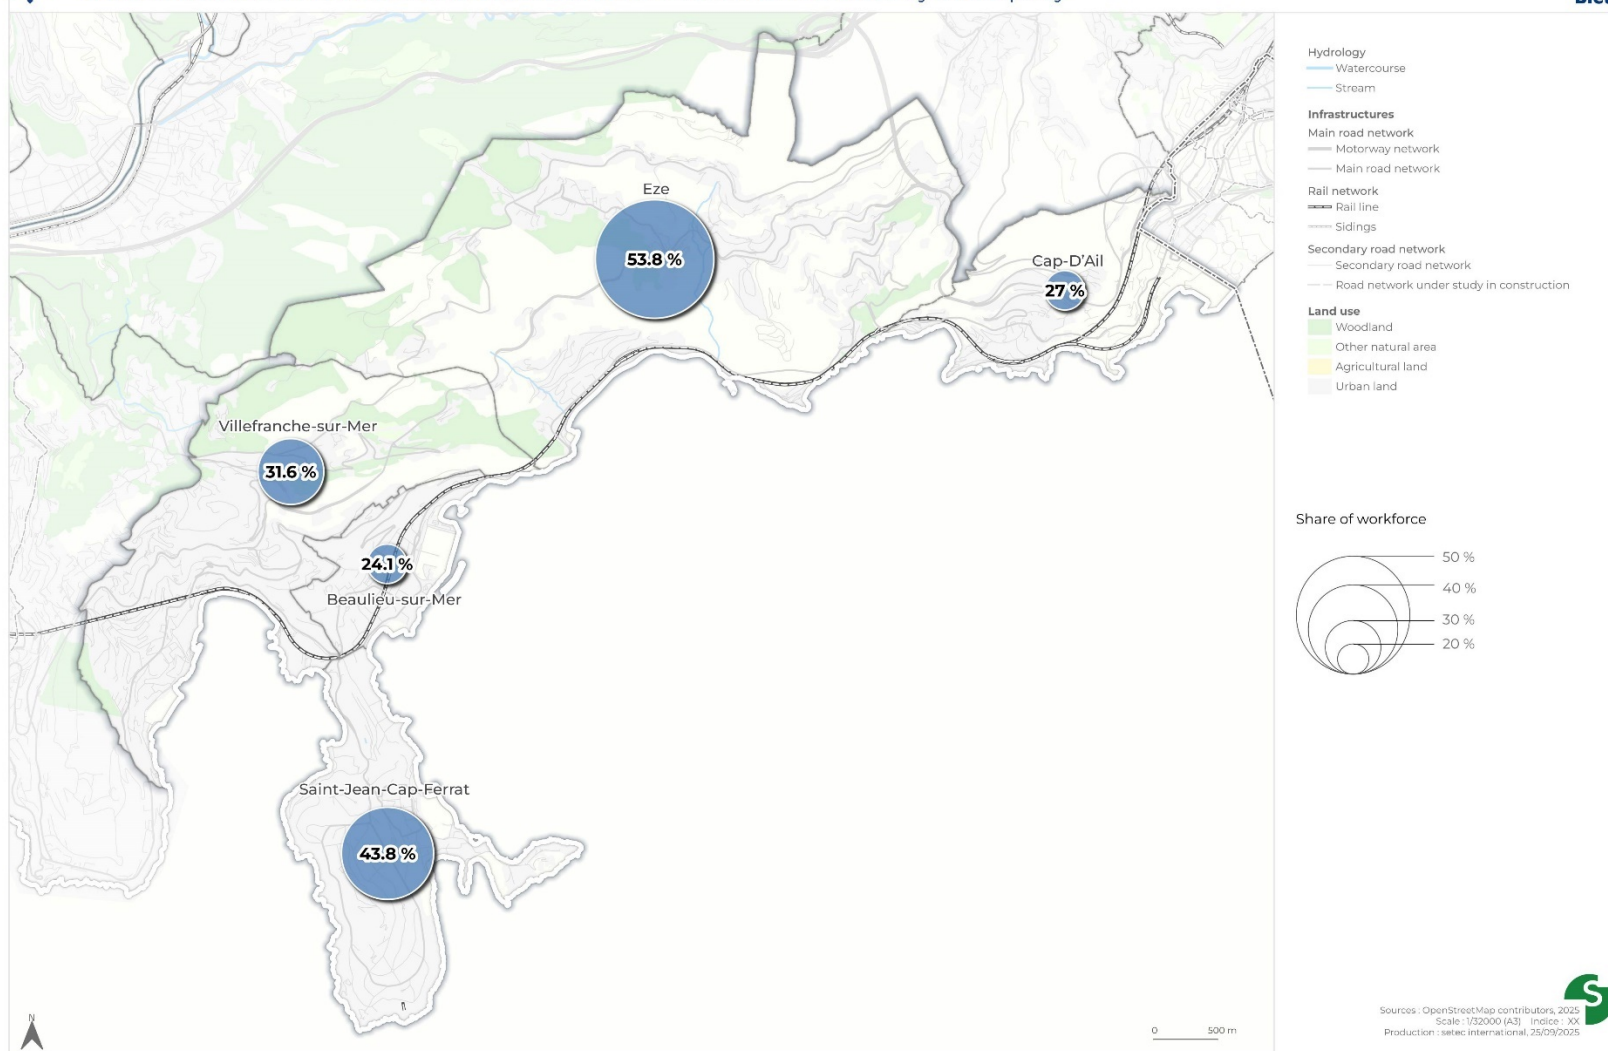 Hydrology
Watercourse
Stream
Infrastructures
Main road network
Motorway network
Main road network
Rail network
Rail line
Sidings
Secondary road network
Secondary road network
Road network under study in construction
Land use
Woodland
Other natural area
Agricultural land
Urban land
Eze
53.8 %
Cap-D'Ail
27 %
Villefranche-sur-Mer
31.6 %
24.1 %
Beaulieu-sur-Mer
Saint-Jean-Cap-Ferrat
43.8 %
Share of workforce
50 %
40 %
30 %
20 %
N
0 500 m
S
Sources : OpenStreetMap contributors, 2025
Scale : 1/32000 (A3) Indice : XX
Production : setec international, 25/09/2025